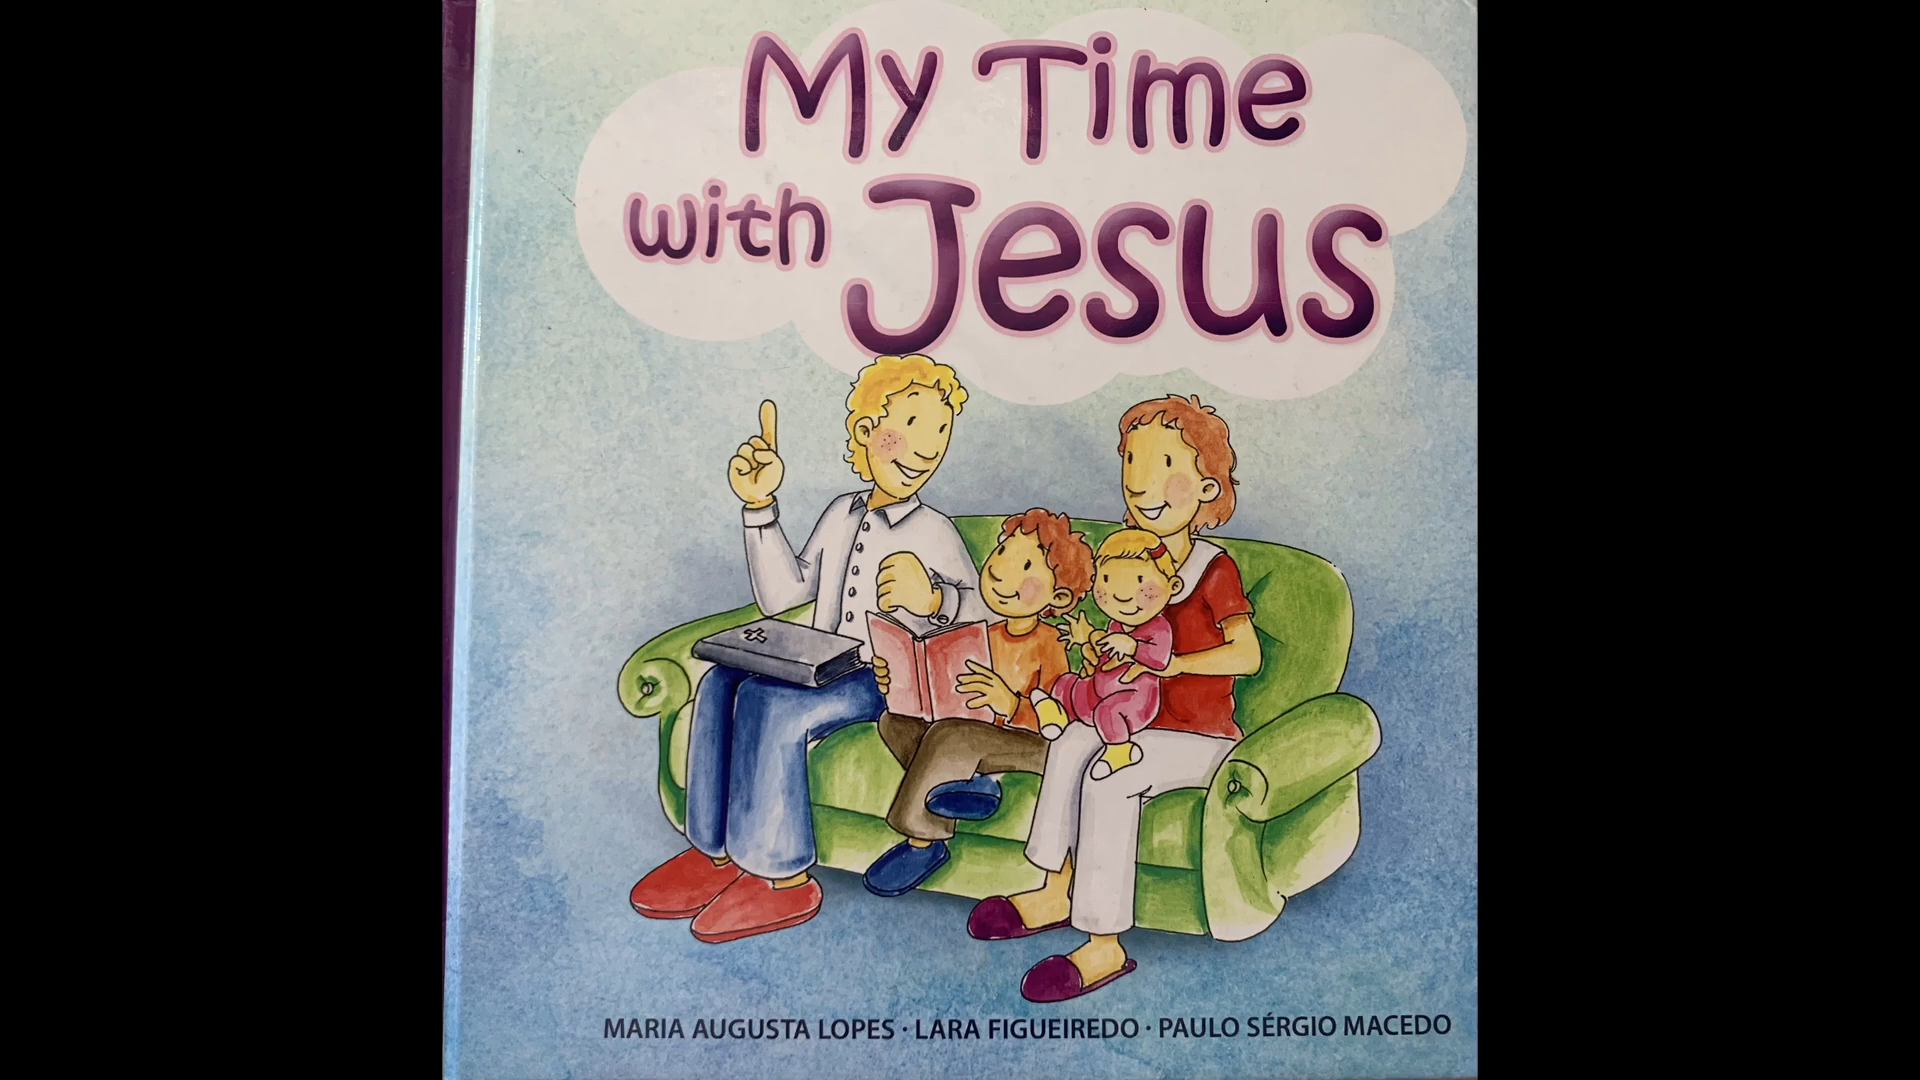 My Time
with Jesus
MARIA AUGUSTA LOPES · LARA FIGUEIREDO · PAULO SÉRGIO MACEDO